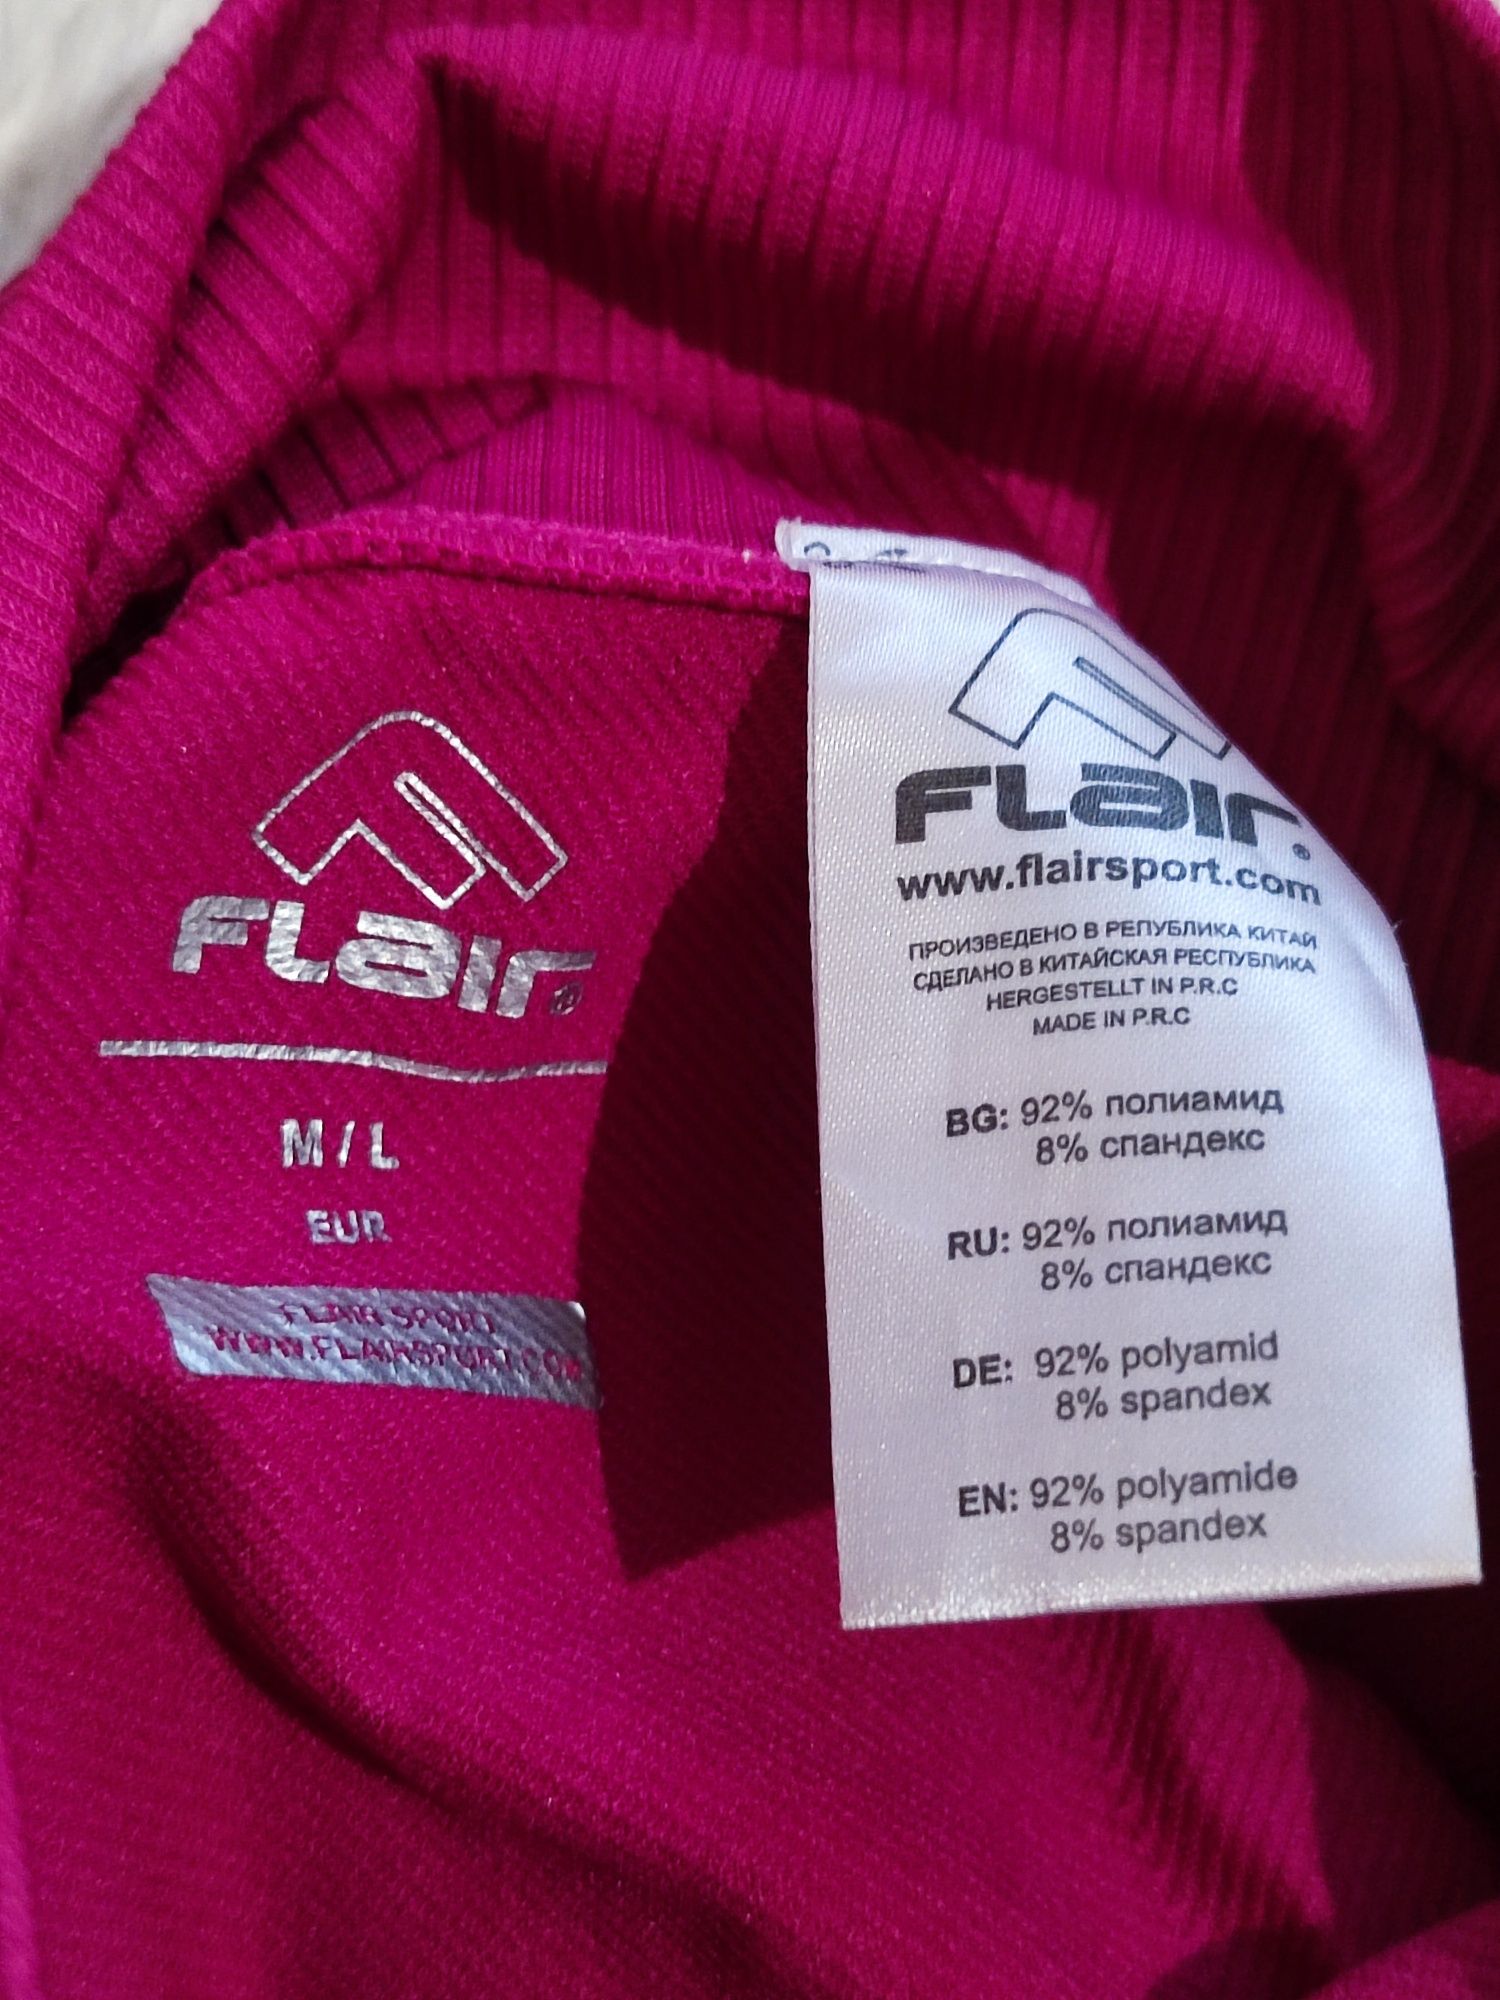 FLaır®
M / L
EUR
FLAIR SPORT
WWW.FLAIRSPORT.COM
FLaır®
www.flairsport.com
ПРОИЗВЕДЕНО В РЕПУБЛИКА КИТАЙ
СДЕЛАНО В КИТАЙСКАЯ РЕСПУБЛИКА
HERGESTELLT IN P.R.C
MADE IN P.R.C
BG: 92% полиамид
8% спандекс
RU: 92% полиамид
8% спандекс
DE: 92% polyamid
8% spandex
EN: 92% polyamide
8% spandex